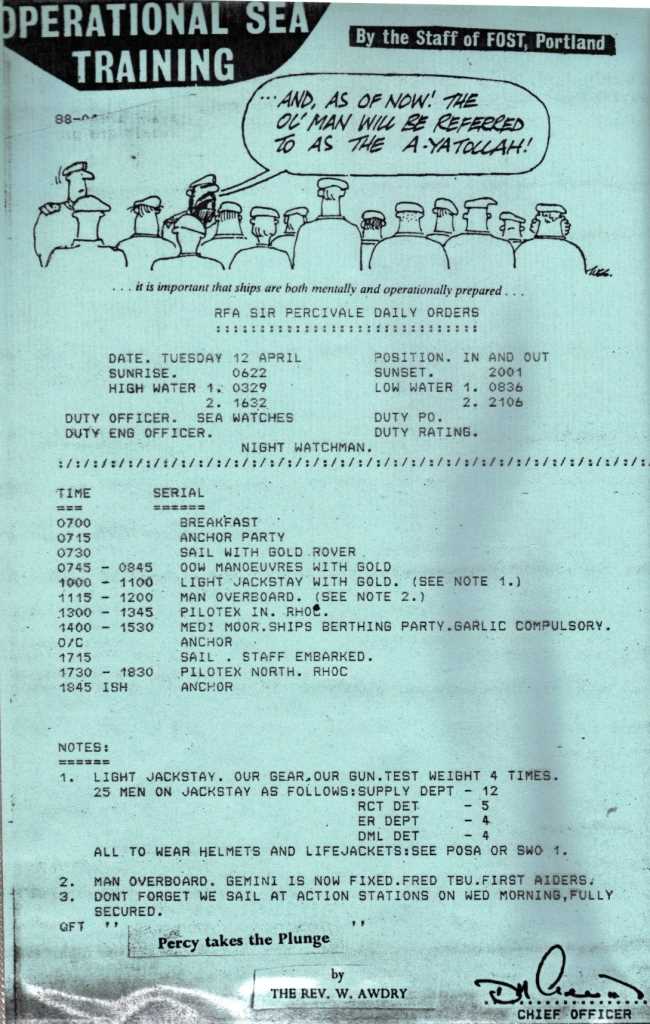 OPERATIONAL SEA
TRAINING
By the Staff of FOST, Portland
...AND, AS OF NOW! THE
OL' MAN WILL BE REFERRED
TO AS THE A-YATOLLAH!
... it is important that ships are both mentally and operationally prepared ...
RFA SIR PERCIVALE DAILY ORDERS
::::::::::::::::::::::::::::::
DATE. TUESDAY 12 APRIL POSITION. IN AND OUT
SUNRISE. 0622 SUNSET. 2001
HIGH WATER 1. 0329 LOW WATER 1. 0836
2. 1632 2. 2106
DUTY OFFICER. SEA WATCHES DUTY PO.
DUTY ENG OFFICER. DUTY RATING.
NIGHT WATCHMAN.
TIME SERIAL
=== ======
0700 BREAKFAST
0715 ANCHOR PARTY
0730 SAIL WITH GOLD ROVER
0745 - 0845 OOW MANOEUVRES WITH GOLD
1000 - 1100 LIGHT JACKSTAY WITH GOLD. (SEE NOTE 1.)
1115 - 1200 MAN OVERBOARD. (SEE NOTE 2.)
1300 - 1345 PILOTEX IN. RHOC.
1400 - 1530 MEDI MOOR.SHIPS BERTHING PARTY.GARLIC COMPULSORY.
O/C ANCHOR
1715 SAIL . STAFF EMBARKED.
1730 - 1830 PILOTEX NORTH. RHOC
1845 ISH ANCHOR
NOTES:
======
1. LIGHT JACKSTAY. OUR GEAR,OUR GUN.TEST WEIGHT 4 TIMES.
25 MEN ON JACKSTAY AS FOLLOWS:SUPPLY DEPT - 12
RCT DET - 5
ER DEPT - 4
DML DET - 4
ALL TO WEAR HELMETS AND LIFEJACKETS:SEE POSA OR SWO 1.
2. MAN OVERBOARD. GEMINI IS NOW FIXED.FRED TBU.FIRST AIDERS.
3. DONT FORGET WE SAIL AT ACTION STATIONS ON WED MORNING,FULLY
SECURED.
QFT " "
Percy takes the Plunge
by
THE REV. W. AWDRY
CHIEF OFFICER